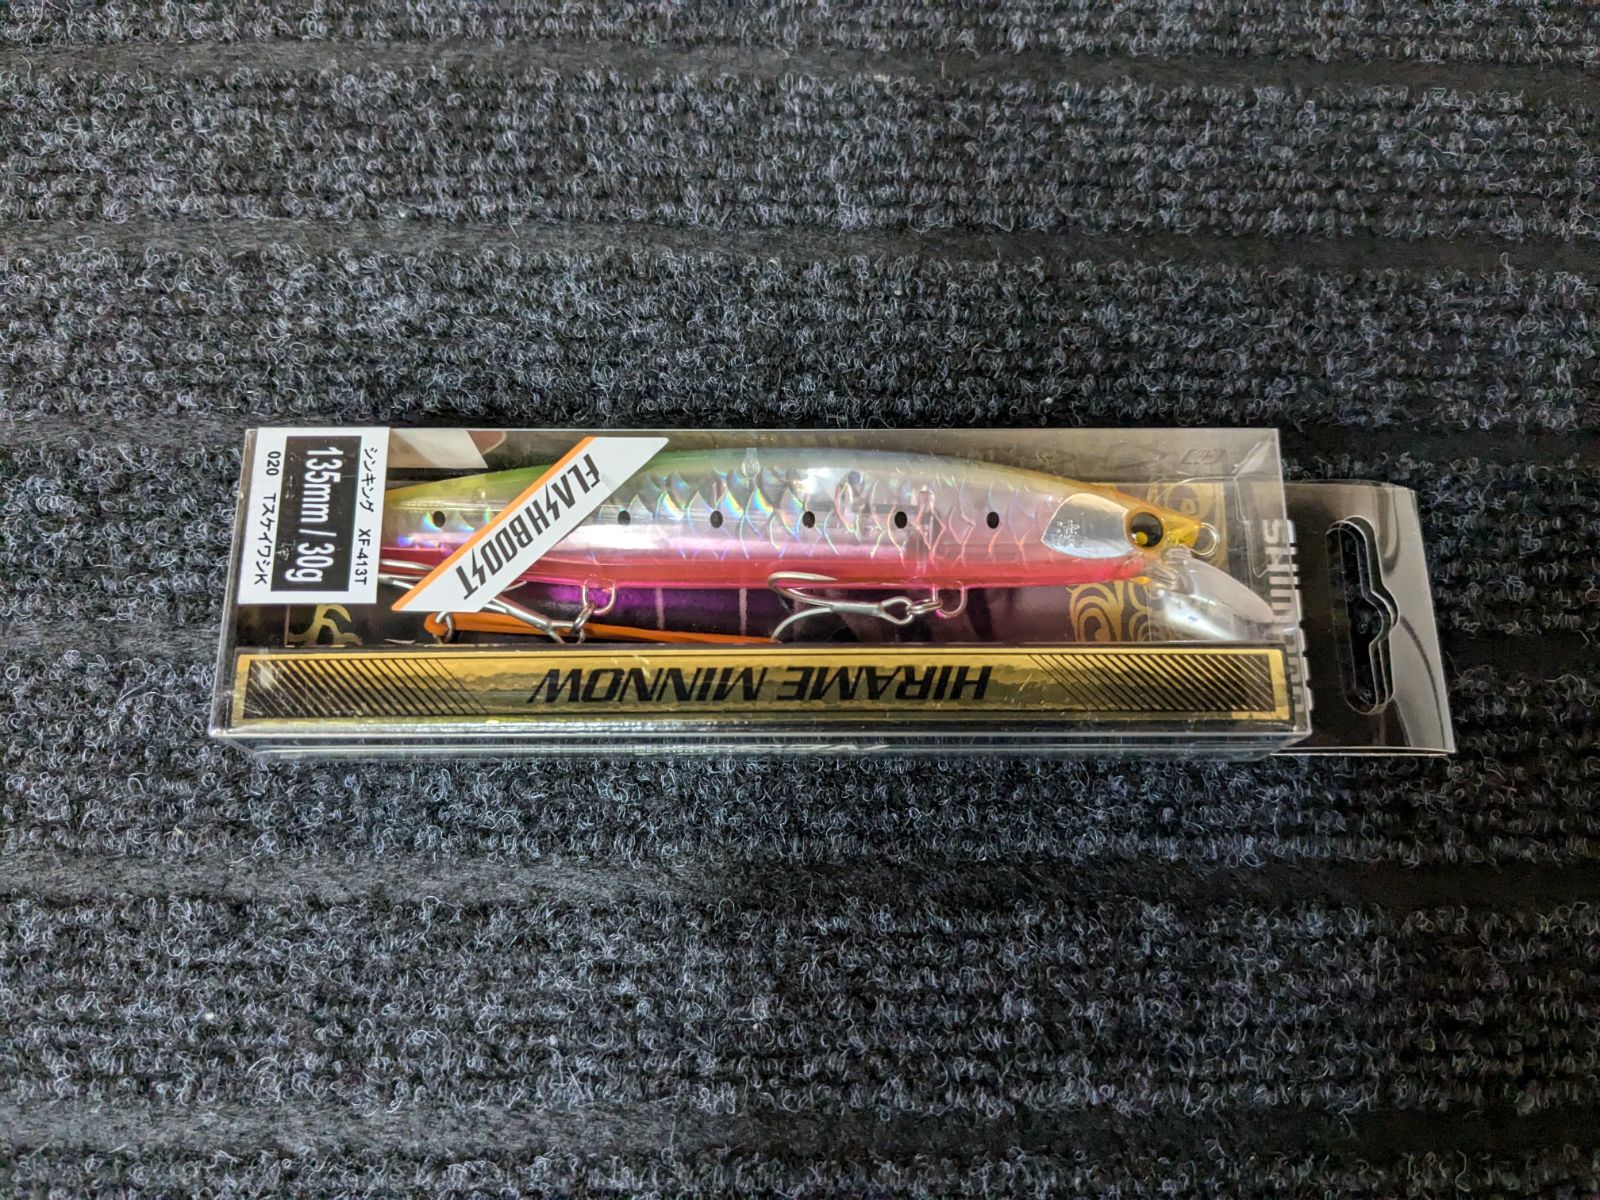 シンキング XF-413T
135mm / 30g
020 TスケイワシK
FLASHBOOST
HIRAME MINNOW